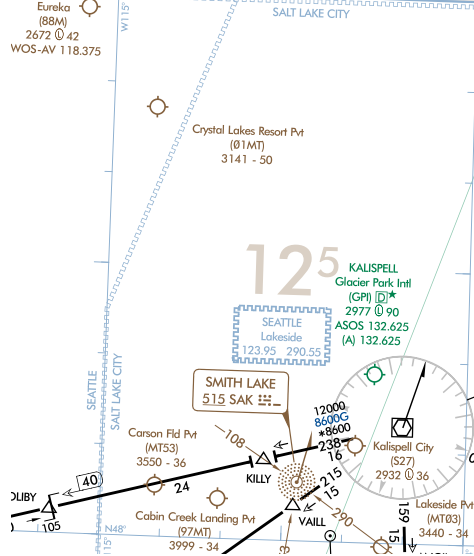 Eureka
(88M)
2672 L 42
WOS-AV 118.375
W115°
SALT LAKE CITY
Crystal Lakes Resort Pvt
(Ø1MT)
3141 - 50
12⁵
KALISPELL
Glacier Park Intl
(GPI) D★
2977 L 90
ASOS 132.625
(A) 132.625
SEATTLE
Lakeside
123.95 290.55
SEATTLE
SALT LAKE CITY
SMITH LAKE
515 SAK
12000
8600G
*8600
238
16
108
Carson Fld Pvt
(MT53)
3550 - 36
KILLY
Kalispell City
(S27)
2932 L 36
40
24
OLIBY
105
215
15
Cabin Creek Landing Pvt
(97MT)
3999 - 34
VAILL
290
159
15
Lakeside Pvt
(MT03)
3440 - 34
N48°
115°